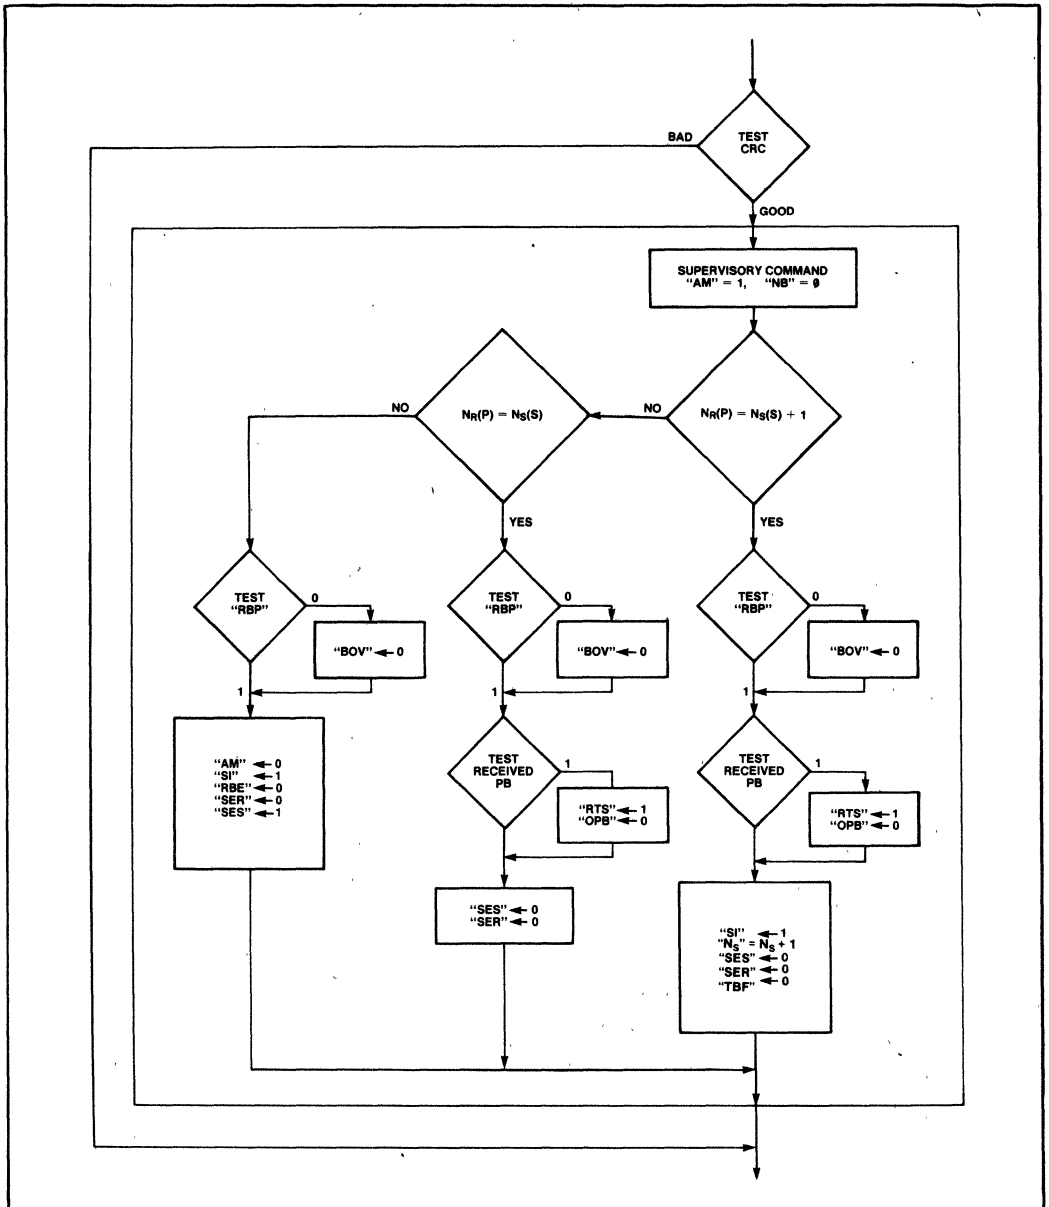 BAD
TEST
CRC
GOOD
SUPERVISORY COMMAND
“AM” = 1, “NB” = 0
NO
NR(P) = NS(S)
NO
NR(P) = NS(S) + 1
YES
YES
TEST
“RBP”
0
TEST
“RBP”
0
TEST
“RBP”
0
“BOV” ← 0
“BOV” ← 0
“BOV” ← 0
1
1
1
“AM” ← 0
“SI” ← 1
“RBE” ← 0
“SER” ← 0
“SES” ← 1
TEST
RECEIVED
PB
1
“RTS” ← 1
“OPB” ← 0
TEST
RECEIVED
PB
1
“RTS” ← 1
“OPB” ← 0
“SES” ← 0
“SER” ← 0
“SI” ← 1
“NS” = NS + 1
“SES” ← 0
“SER” ← 0
“TBF” ← 0